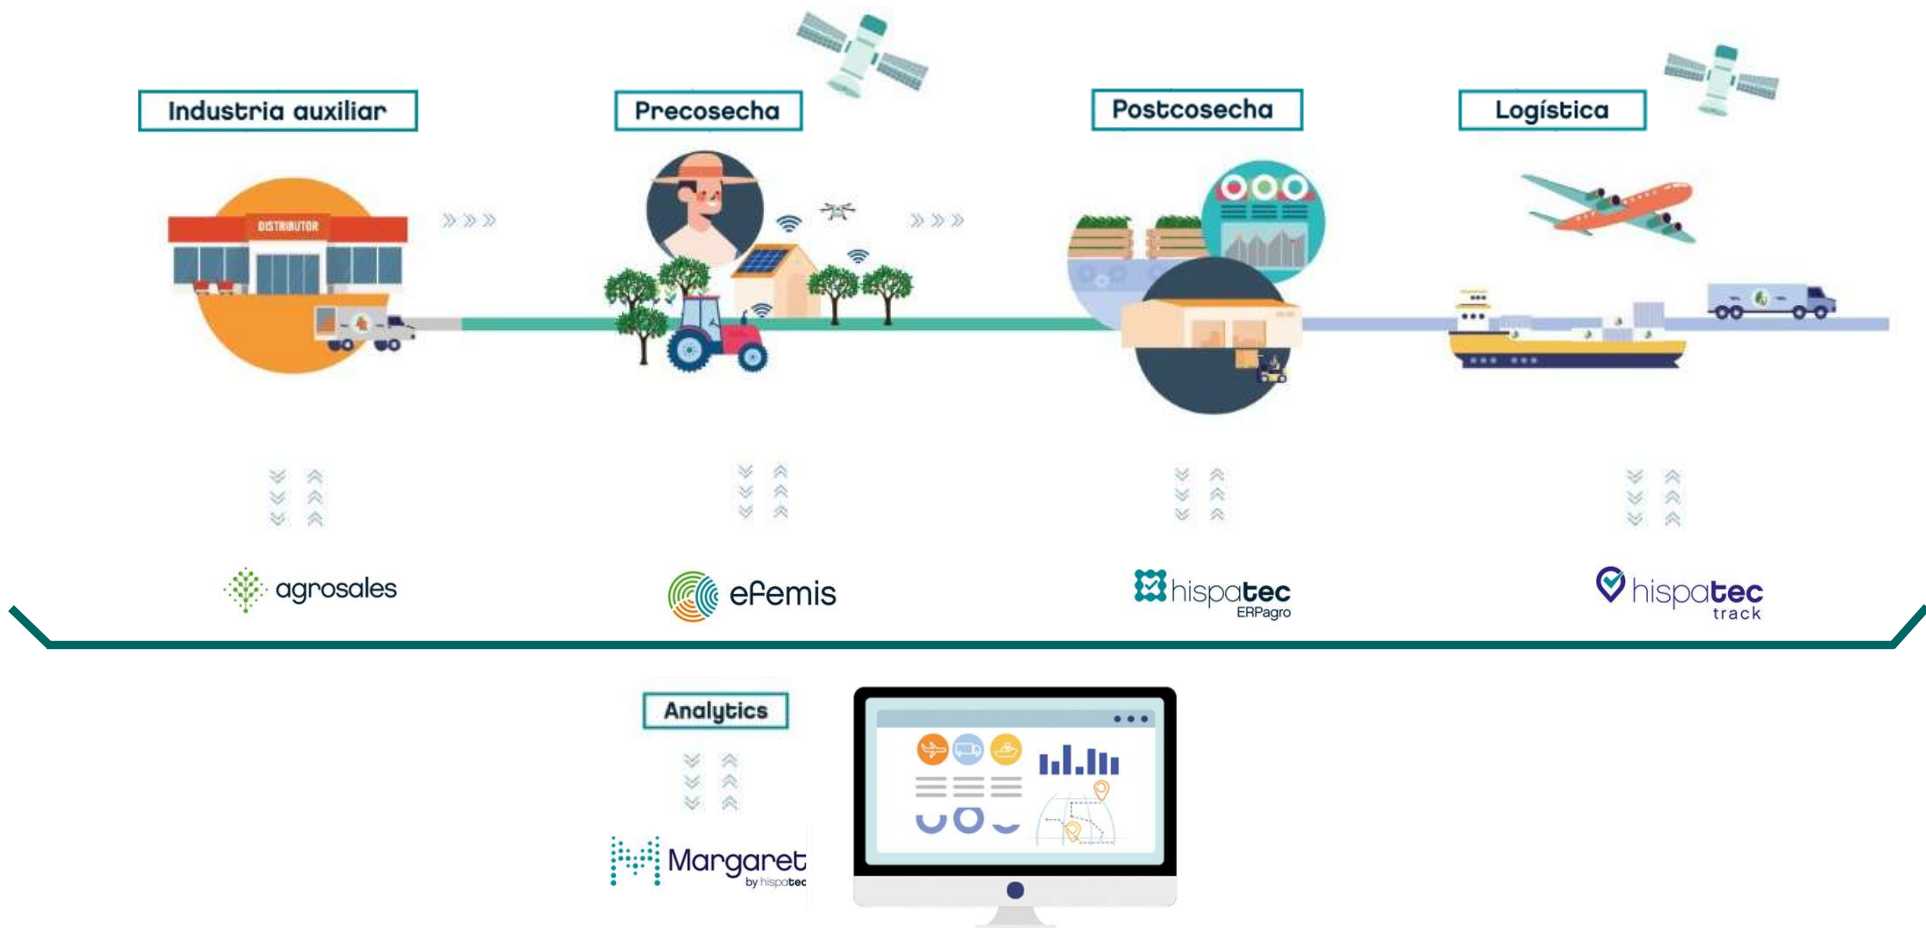 Industria auxiliar
Precosecha
Postcosecha
Logística
DISTRIBUTOR
agrosales
eFemis
hispatec
ERPagro
hispatec
track
Analytics
Margaret
by hispatec